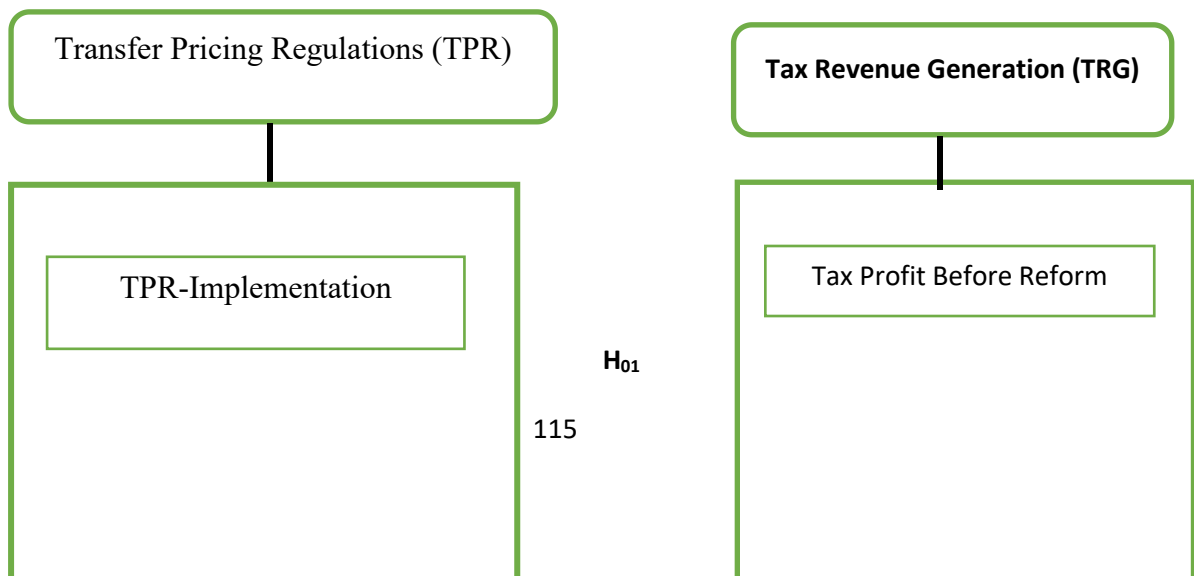 Transfer Pricing Regulations (TPR)
Tax Revenue Generation (TRG)
TPR-Implementation
Tax Profit Before Reform
H₀₁
115